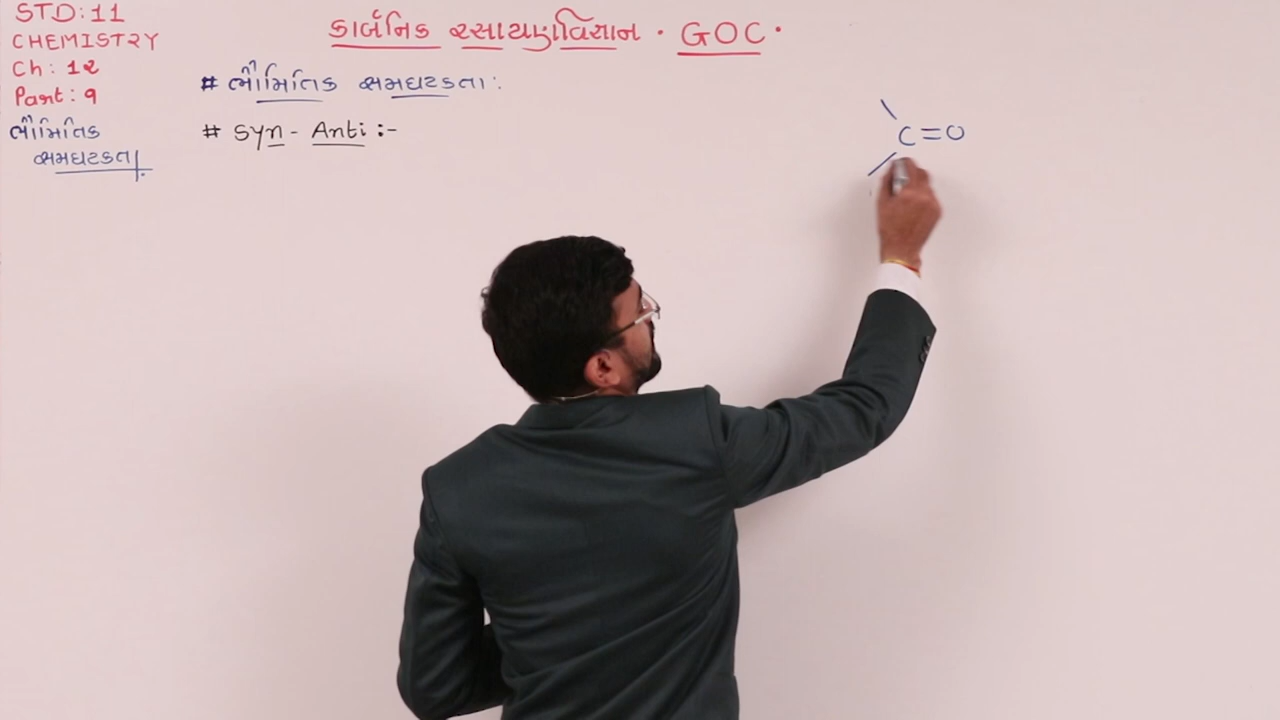 STD:11
CHEMISTRY
Ch: 12
Part: 9
ભૌમિતિક
સમઘટકતા.
કાર્બનિક રસાયણવિજ્ઞાન · GOC·
# ભૌમિતિક સમઘટકતા:
# Syn - Anti :-
C=O